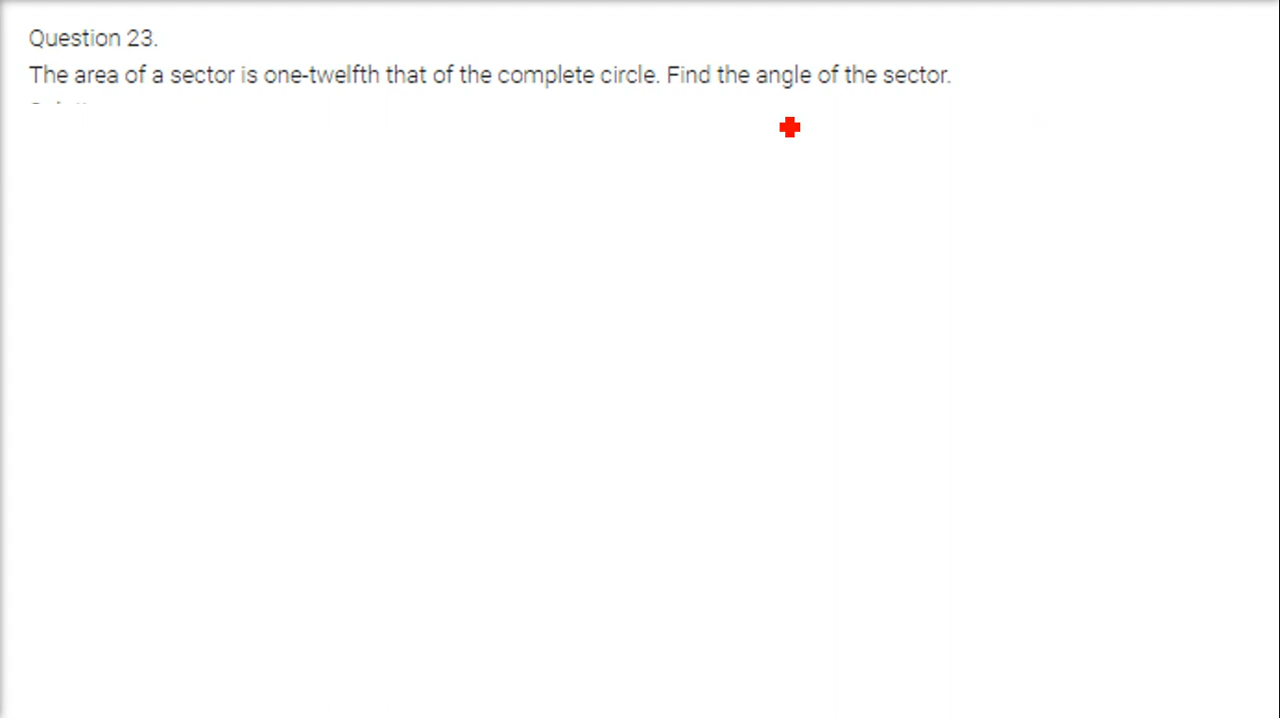 Question 23.
The area of a sector is one-twelfth that of the complete circle. Find the angle of the sector.